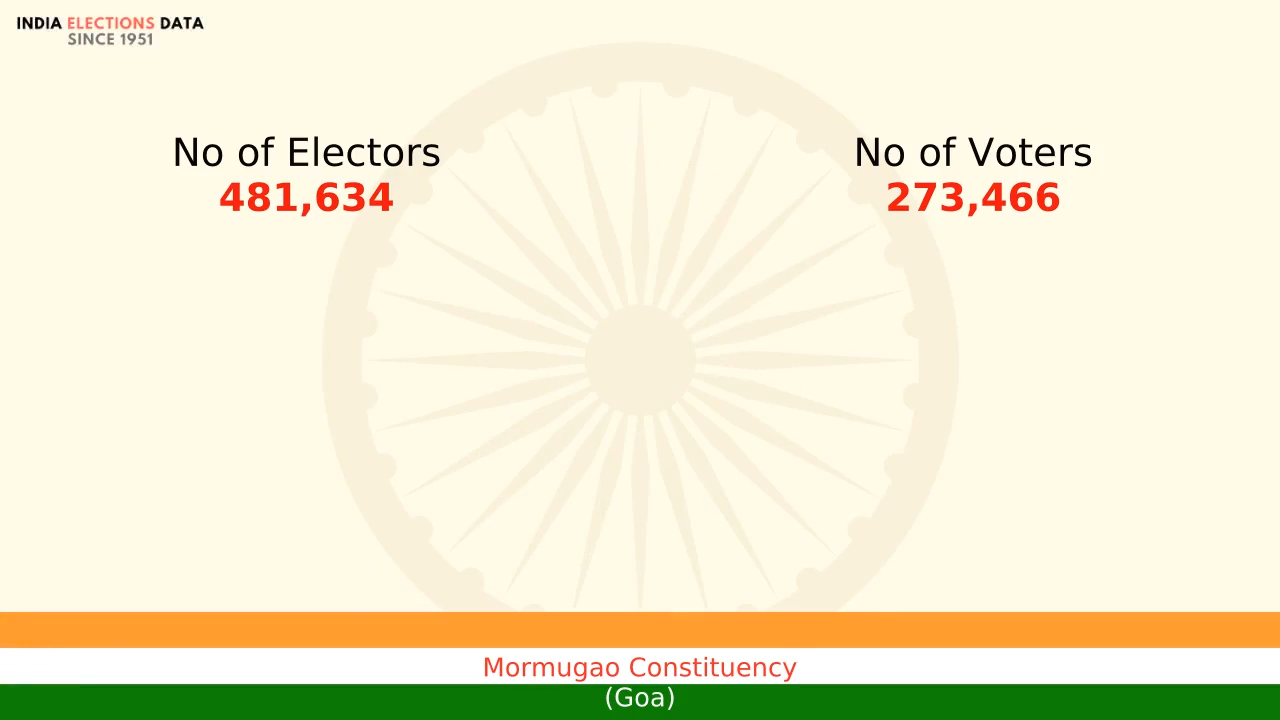 INDIA ELECTIONS DATA
SINCE 1951
No of Electors
481,634
No of Voters
273,466
Mormugao Constituency
(Goa)